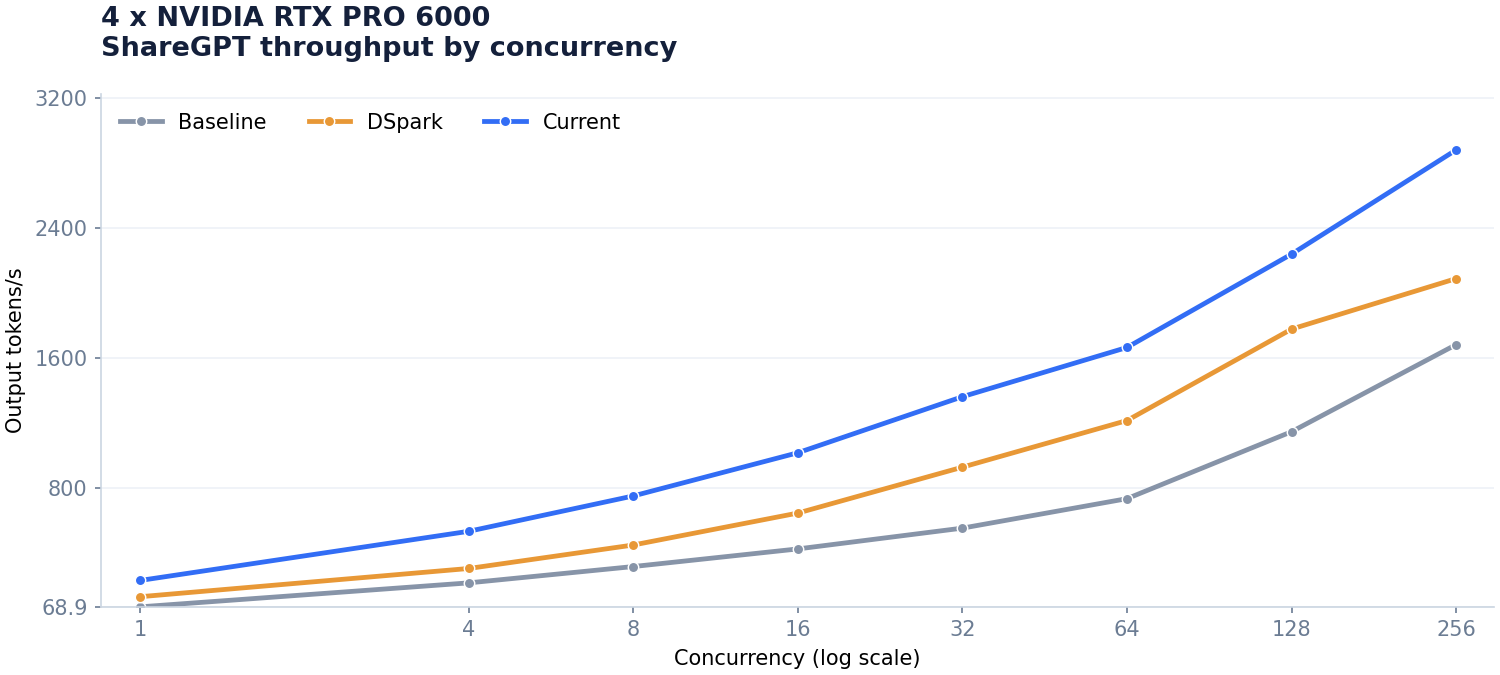 4 x NVIDIA RTX PRO 6000
ShareGPT throughput by concurrency
3200
Baseline DSpark Current
2400
Output tokens/s
1600
800
68.9
1 4 8 16 32 64 128 256
Concurrency (log scale)